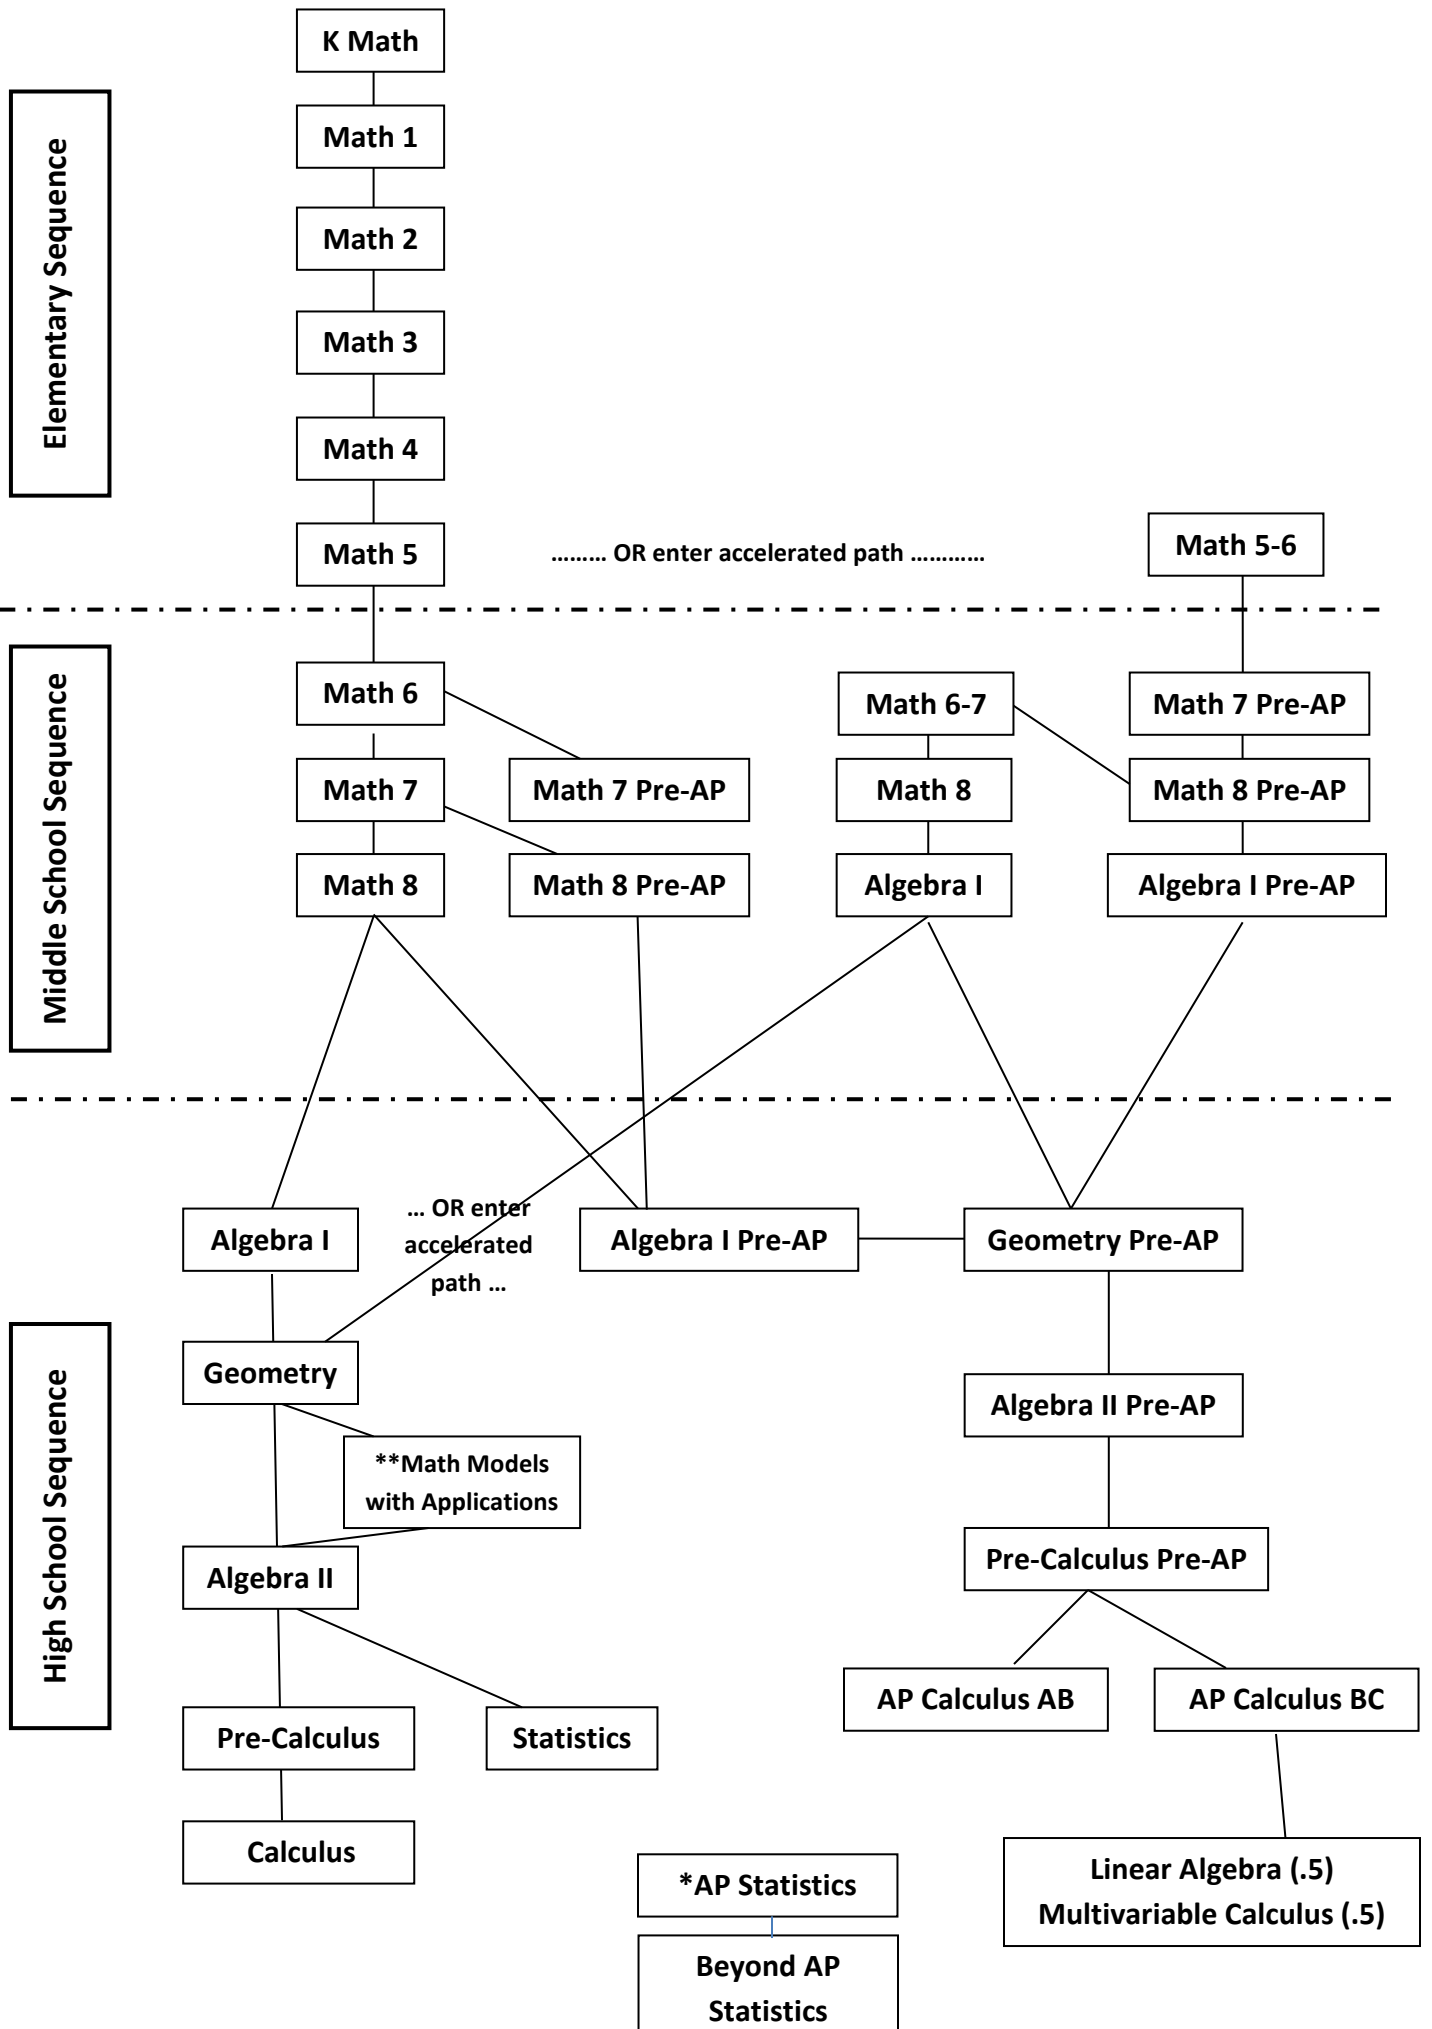 K Math
Elementary Sequence
Math 1
Math 2
Math 3
Math 4
Math 5
……... OR enter accelerated path …………
Math 5-6
Middle School Sequence
Math 6
Math 6-7
Math 7 Pre-AP
Math 7
Math 7 Pre-AP
Math 8
Math 8 Pre-AP
Math 8
Math 8 Pre-AP
Algebra I
Algebra I Pre-AP
High School Sequence
Algebra I
... OR enter
accelerated
path ...
Algebra I Pre-AP
Geometry Pre-AP
Geometry
Algebra II Pre-AP
**Math Models
with Applications
Algebra II
Pre-Calculus Pre-AP
AP Calculus AB
AP Calculus BC
Pre-Calculus
Statistics
Calculus
*AP Statistics
Linear Algebra (.5)
Multivariable Calculus (.5)
Beyond AP
Statistics